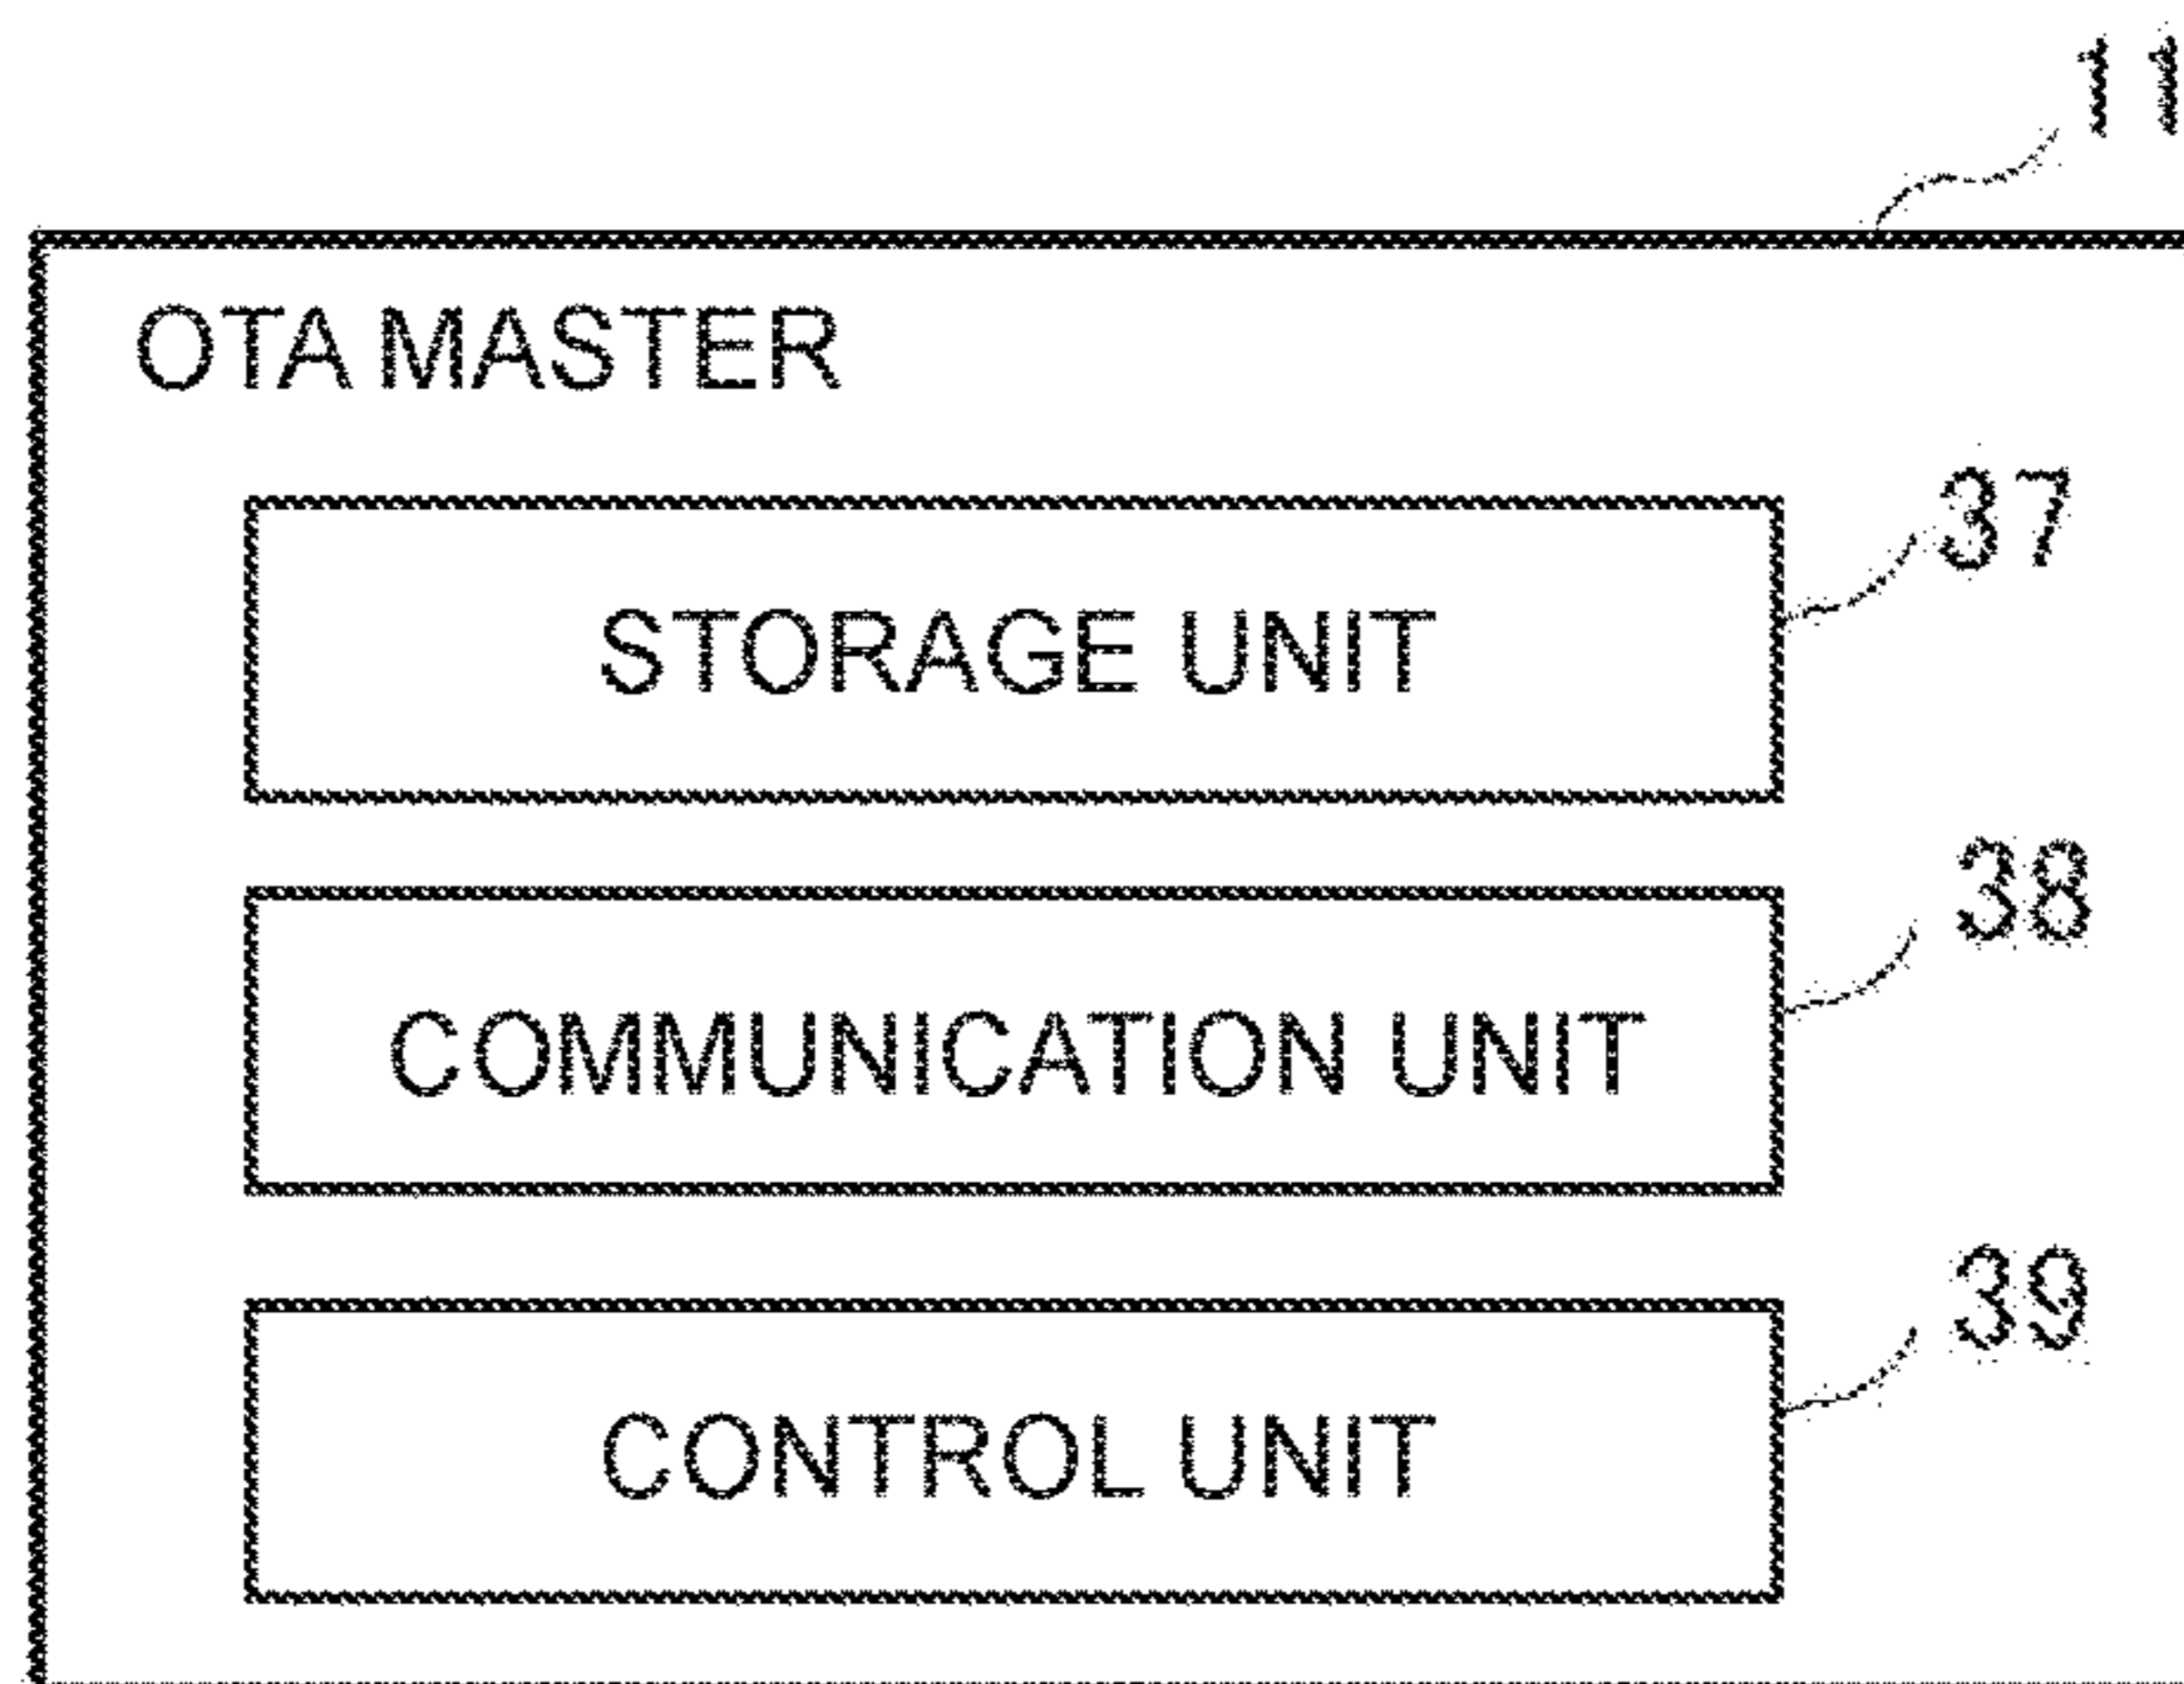 11
OTA MASTER
37
STORAGE UNIT
38
COMMUNICATION UNIT
39
CONTROL UNIT